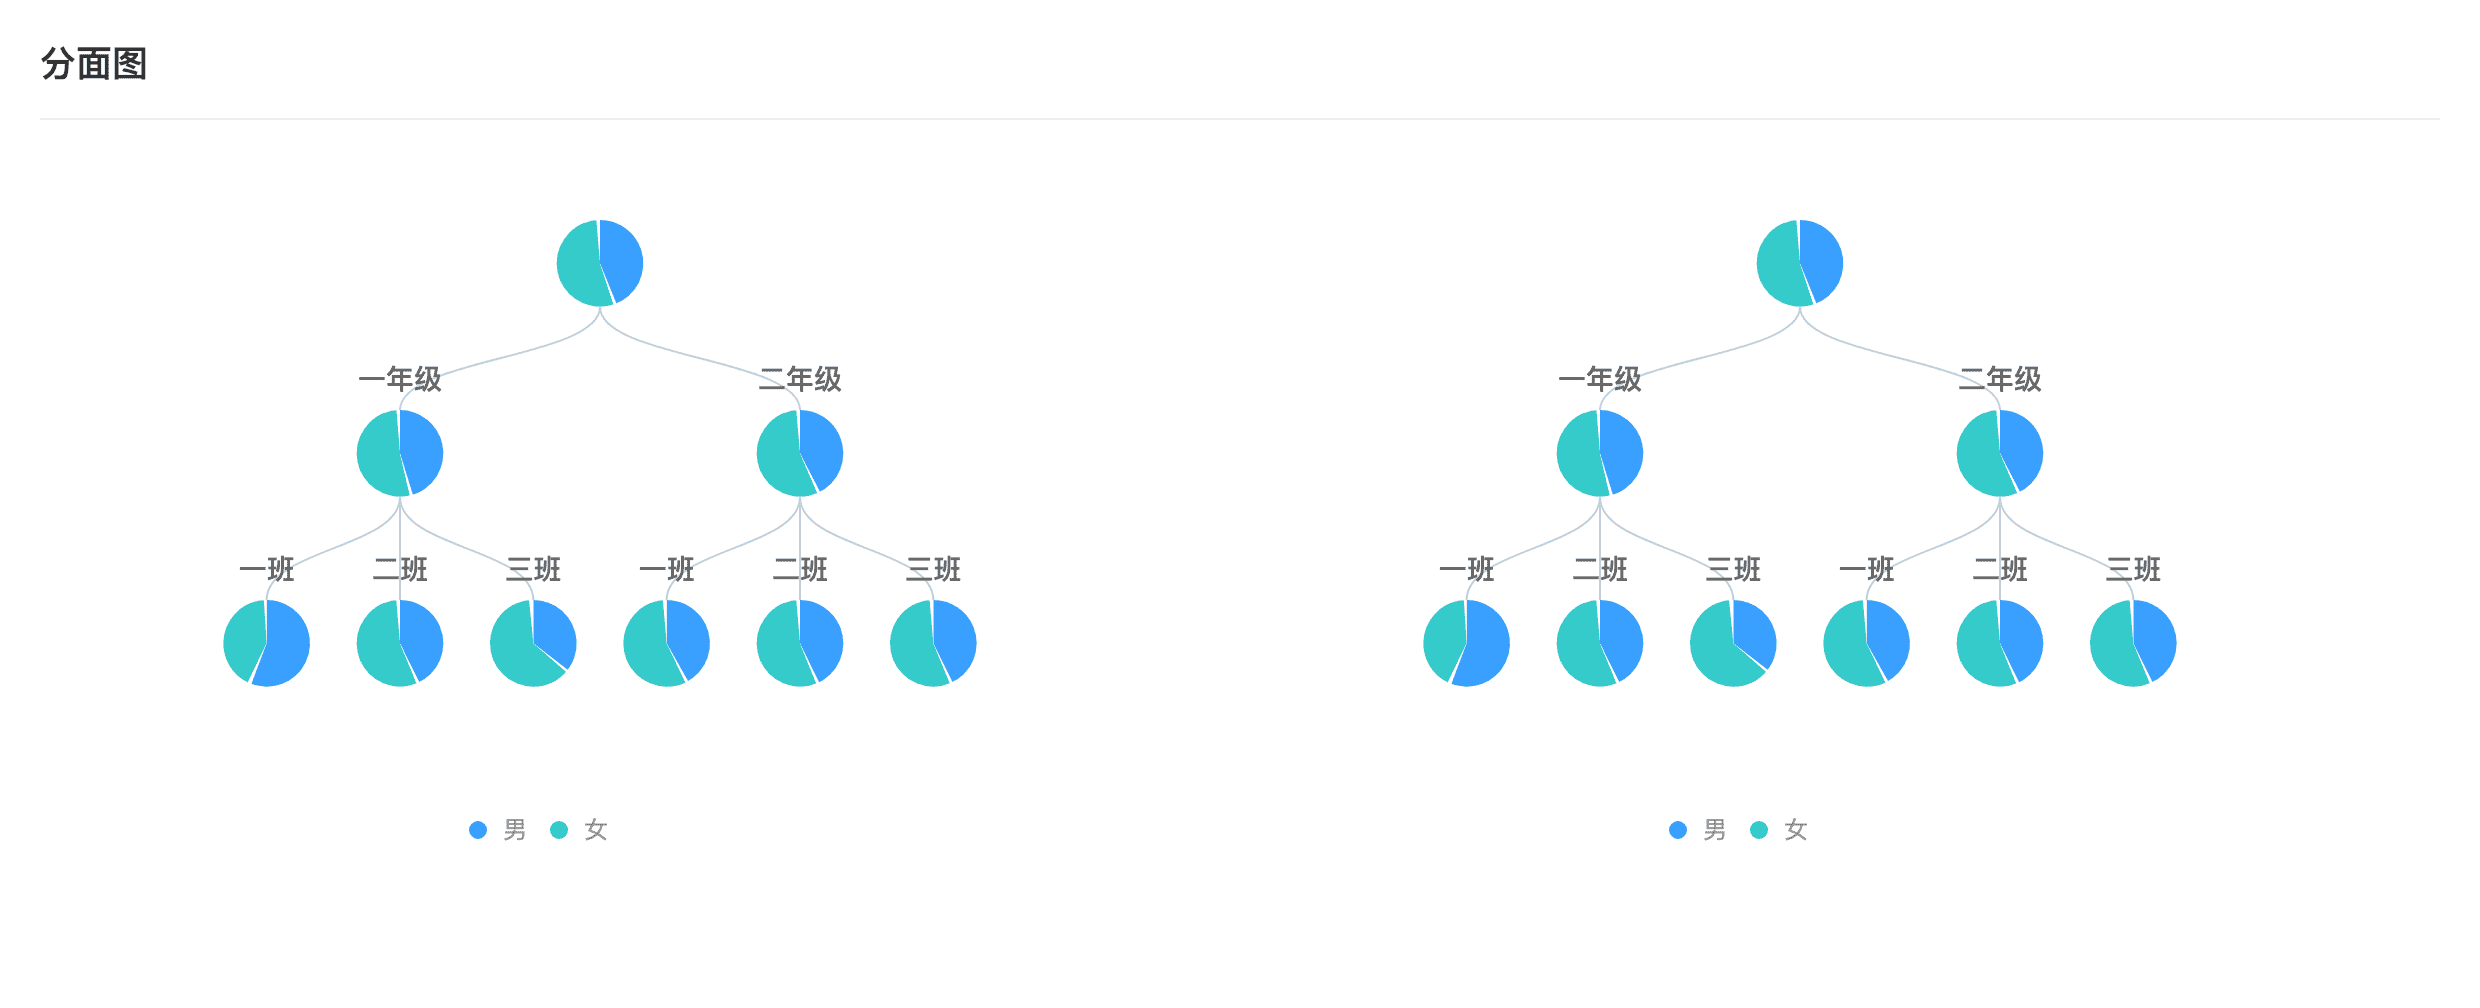 分面图
一年级 二年级 一年级 二年级
一班 二班 三班 一班 二班 三班 一班 二班 三班 一班 二班 三班
男 女 男 女